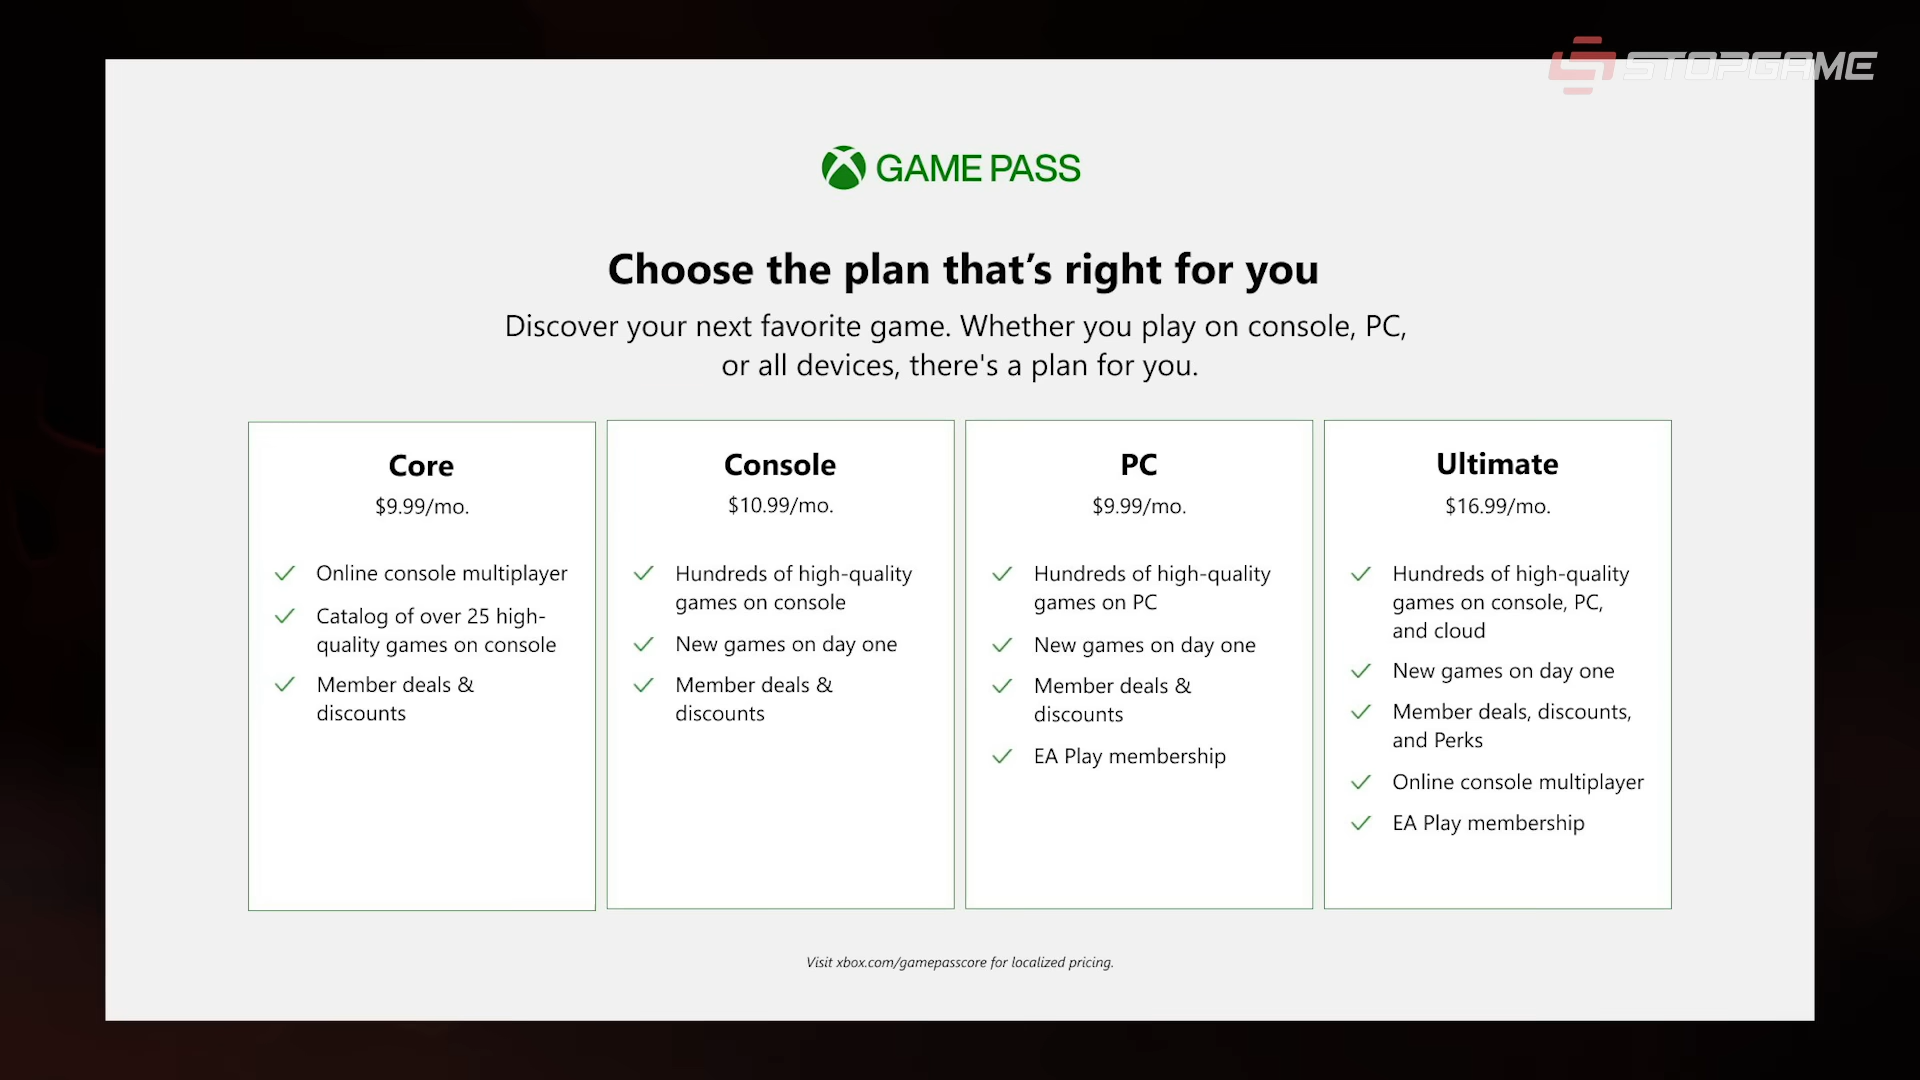 STOPGAME
GAME PASS
Choose the plan that’s right for you
Discover your next favorite game. Whether you play on console, PC,
or all devices, there's a plan for you.
Core
$9.99/mo.
Online console multiplayer
Catalog of over 25 high-
quality games on console
Member deals &
discounts
Console
$10.99/mo.
Hundreds of high-quality
games on console
New games on day one
Member deals &
discounts
PC
$9.99/mo.
Hundreds of high-quality
games on PC
New games on day one
Member deals &
discounts
EA Play membership
Ultimate
$16.99/mo.
Hundreds of high-quality
games on console, PC,
and cloud
New games on day one
Member deals, discounts,
and Perks
Online console multiplayer
EA Play membership
Visit xbox.com/gamepasscore for localized pricing.